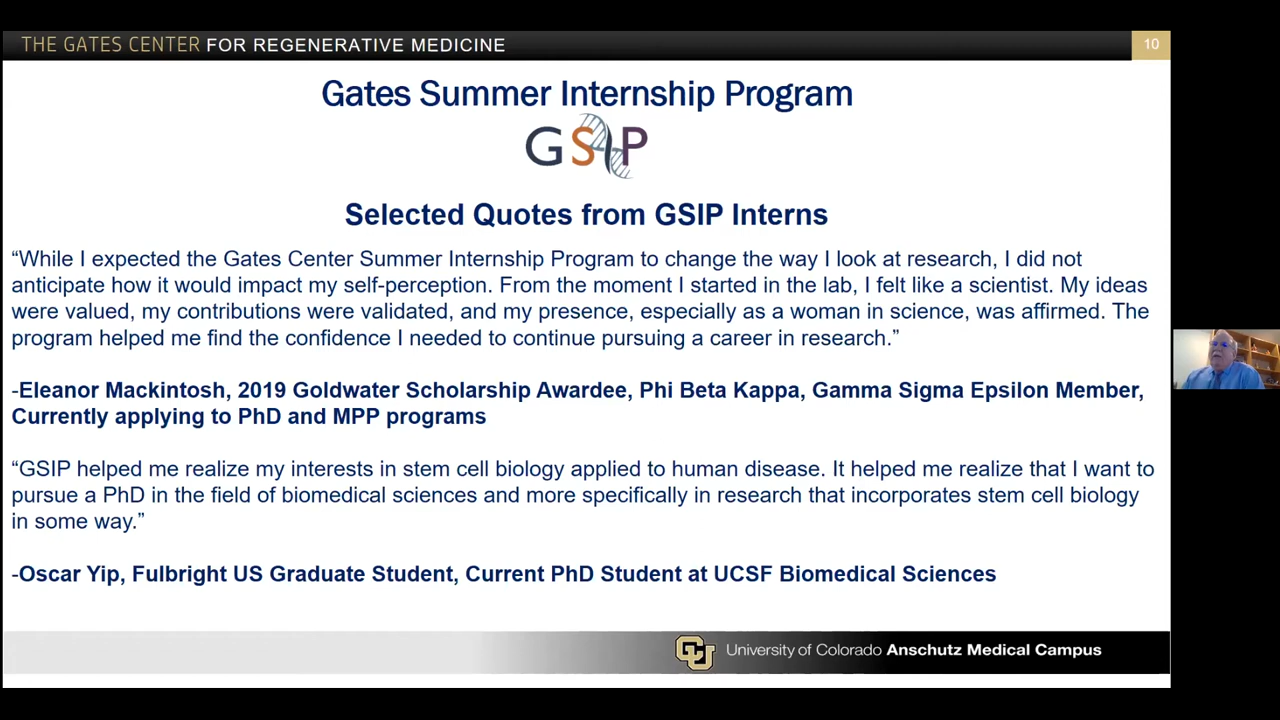 THE GATES CENTER FOR REGENERATIVE MEDICINE
10
Gates Summer Internship Program
GSIP
Selected Quotes from GSIP Interns
“While I expected the Gates Center Summer Internship Program to change the way I look at research, I did not
anticipate how it would impact my self-perception. From the moment I started in the lab, I felt like a scientist. My ideas
were valued, my contributions were validated, and my presence, especially as a woman in science, was affirmed. The
program helped me find the confidence I needed to continue pursuing a career in research.”
-Eleanor Mackintosh, 2019 Goldwater Scholarship Awardee, Phi Beta Kappa, Gamma Sigma Epsilon Member,
Currently applying to PhD and MPP programs
“GSIP helped me realize my interests in stem cell biology applied to human disease. It helped me realize that I want to
pursue a PhD in the field of biomedical sciences and more specifically in research that incorporates stem cell biology
in some way.”
-Oscar Yip, Fulbright US Graduate Student, Current PhD Student at UCSF Biomedical Sciences
CU University of Colorado Anschutz Medical Campus